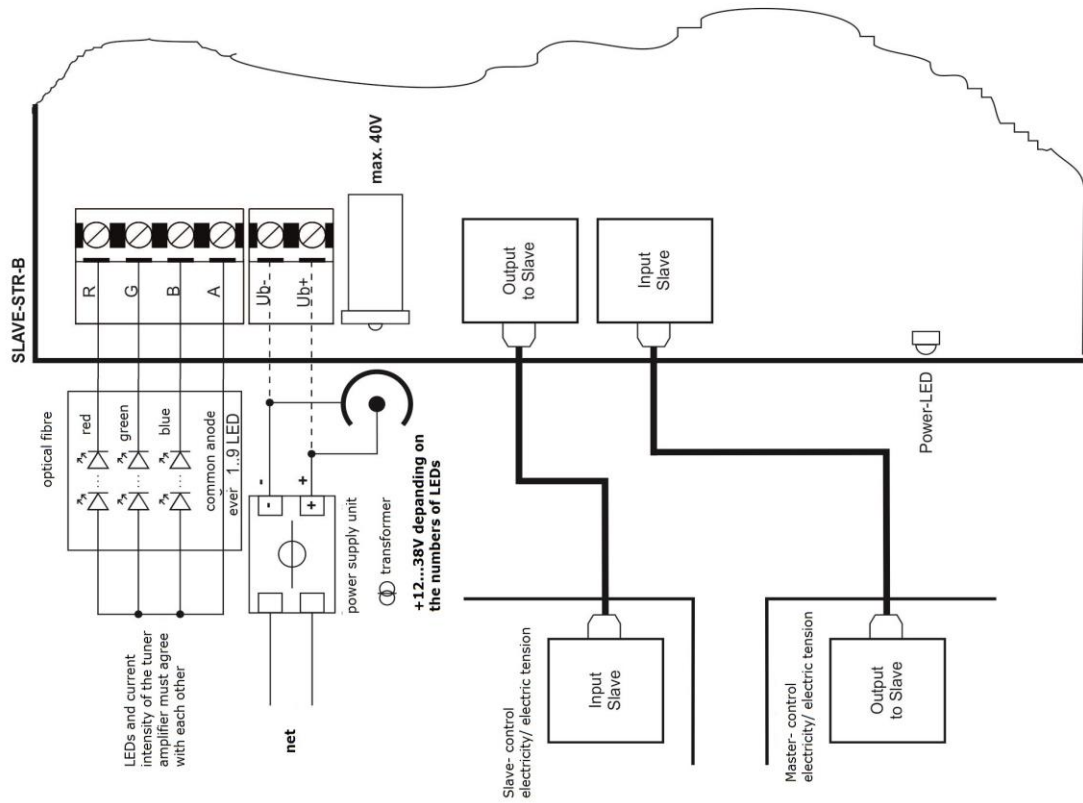 SLAVE-STR-B
R
G
B
A
Ub-
Ub+
max. 40V
Output
to Slave
Input
Slave
Power-LED
optical fibre
red
green
blue
common anode
ever 1..9 LED
LEDs and current
intensity of the tuner
amplifier must agree
with each other
-
+
-
+
power supply unit
transformer
+12...38V depanding on
the numbers of LEDs
net
Slave- control
electricity/ electric tension
Input
Slave
Master- control
electricity/ electric tension
Output
to Slave